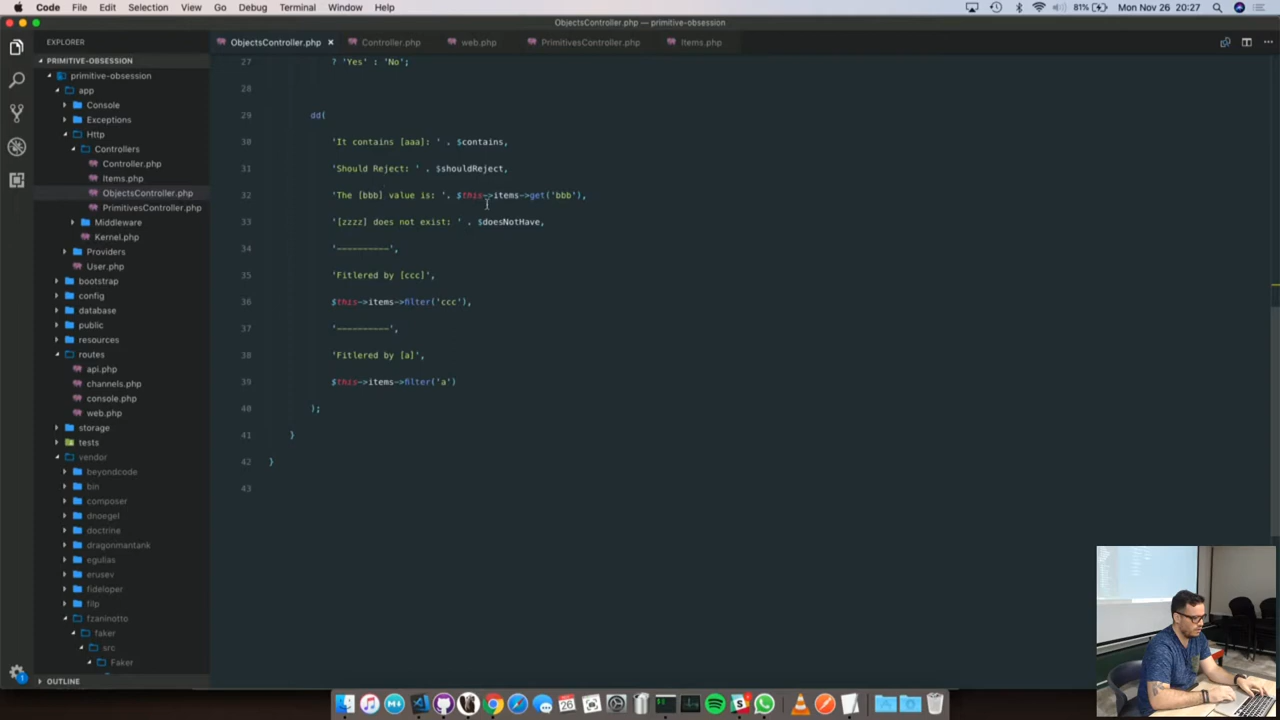 Code File Edit Selection View Go Debug Terminal Window Help 81% Mon Nov 26 20:27
ObjectsController.php — primitive-obsession
EXPLORER
ObjectsController.php × Controller.php web.php PrimitivesController.php Items.php
PRIMITIVE-OBSESSION
primitive-obsession
app
Console
Exceptions
Http
Controllers
Controller.php
Items.php
ObjectsController.php
PrimitivesController.php
Middleware
Kernel.php
Providers
User.php
bootstrap
config
database
public
resources
routes
api.php
channels.php
console.php
web.php
storage
tests
vendor
beyondcode
bin
composer
dnoegel
doctrine
dragonmantank
egulias
erusev
fideloper
filp
fzaninotto
faker
src
Faker
OUTLINE
27 ? 'Yes' : 'No';
28
29 dd(
30 'It contains [aaa]: ' . $contains,
31 'Should Reject: ' . $shouldReject,
32 'The [bbb] value is: '. $this->items->get('bbb'),
33 '[zzzz] does not exist: ' . $doesNotHave,
34 '----------',
35 'Fitlered by [ccc]',
36 $this->items->filter('ccc'),
37 '----------',
38 'Fitlered by [a]',
39 $this->items->filter('a')
40 );
41 }
42 }
43
1
26